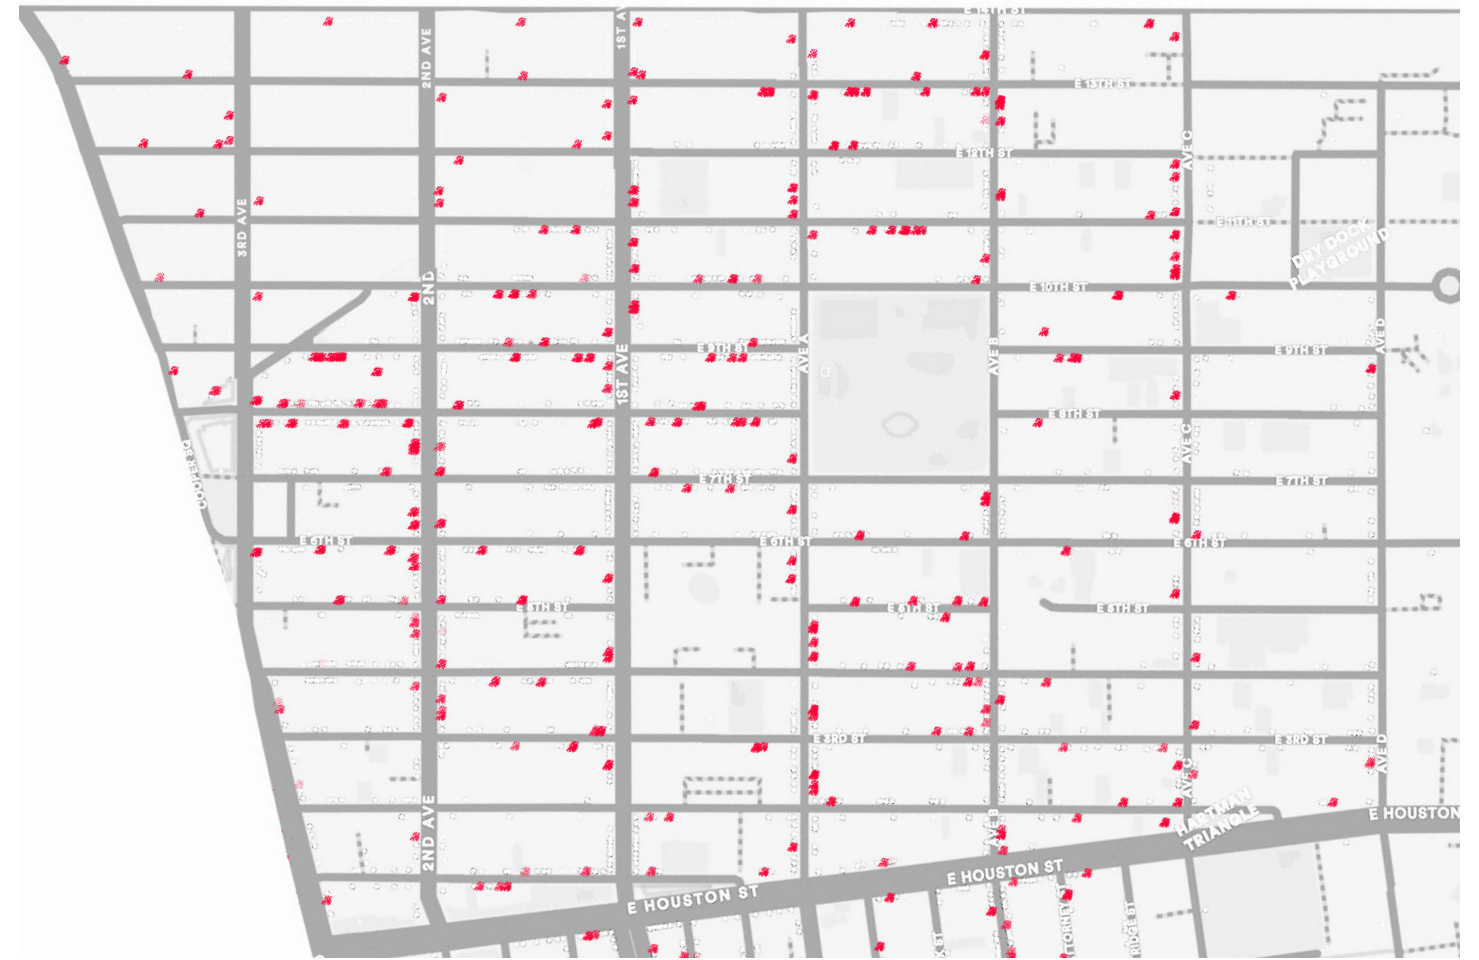 E 14TH ST
1ST AV
2ND AVE
E 13TH ST
AVE C
E 12TH ST
3RD AVE
E 11TH ST
DRY DOCK
PLAYGROUND
2ND
E 10TH ST
AVE D
AVE A
AVE B
1ST AVE
E 9TH ST
E 9TH ST
E 8TH ST
AVE C
COOPER SQ
E 7TH ST
E 7TH ST
E 6TH ST
E 6TH ST
E 6TH ST
E 5TH ST
E 5TH ST
E 5TH ST
E 3RD ST
E 3RD ST
AVE D
AVE C
2ND AVE
AVE B
HARTMAN
TRIANGLE
E HOUSTON
E HOUSTON ST
E HOUSTON ST
K ST
TTORNEY ST
RIDGE ST